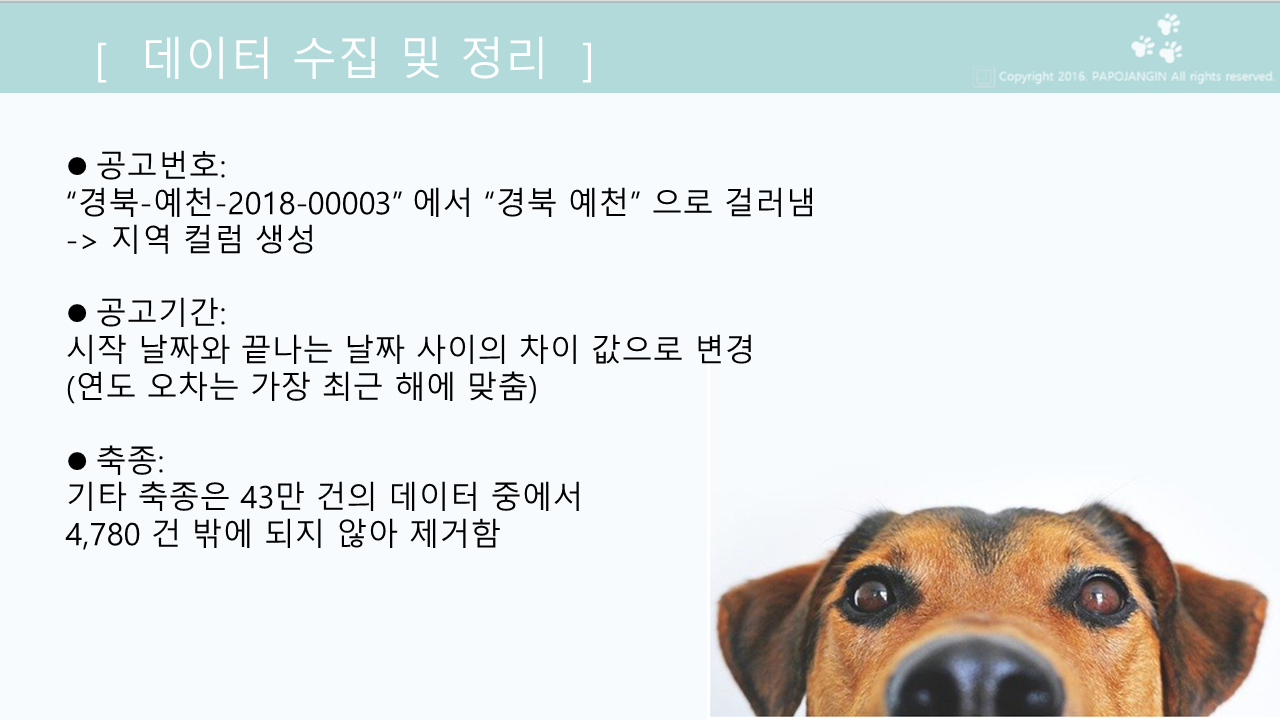 [ 데이터 수집 및 정리 ]
Copyright 2016. PAPOJANGIN All rights reserved.
● 공고번호:
“경북-예천-2018-00003” 에서 “경북 예천” 으로 걸러냄
-> 지역 컬럼 생성
● 공고기간:
시작 날짜와 끝나는 날짜 사이의 차이 값으로 변경
(연도 오차는 가장 최근 해에 맞춤)
● 축종:
기타 축종은 43만 건의 데이터 중에서
4,780 건 밖에 되지 않아 제거함